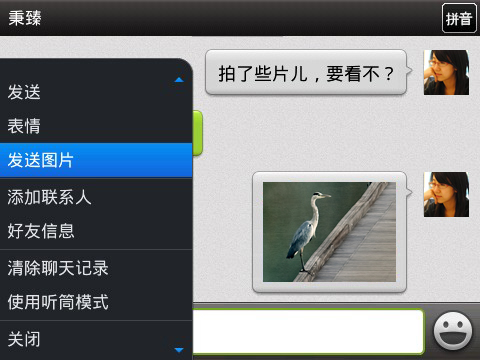 秉臻
拼音
拍了些片儿，要看不？
发送
表情
发送图片
添加联系人
好友信息
清除聊天记录
使用听筒模式
关闭